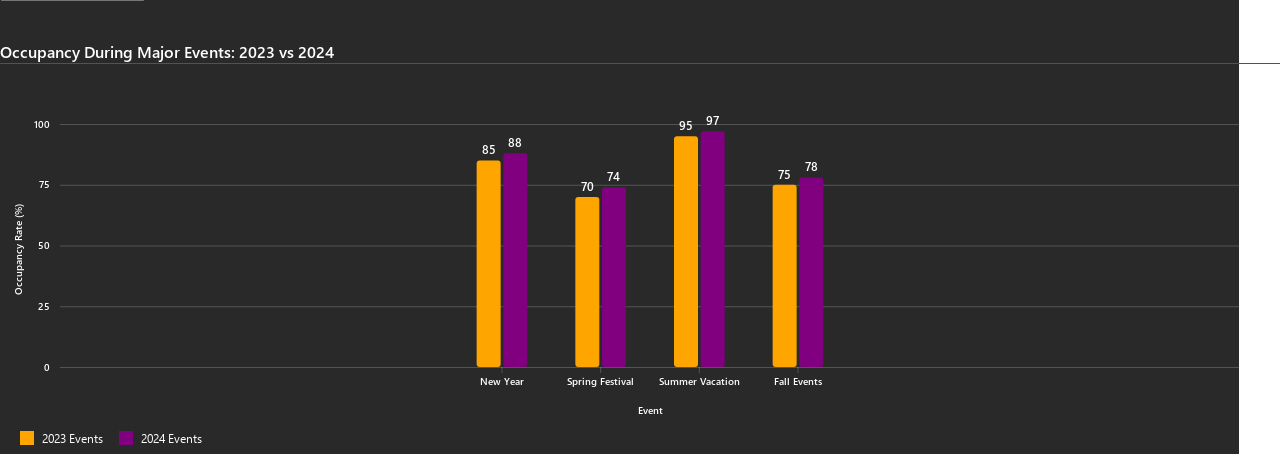 Occupancy During Major Events: 2023 vs 2024
Occupancy Rate (%)
100
75
50
25
0
85
88
70
74
95
97
75
78
New Year
Spring Festival
Summer Vacation
Fall Events
Event
2023 Events
2024 Events